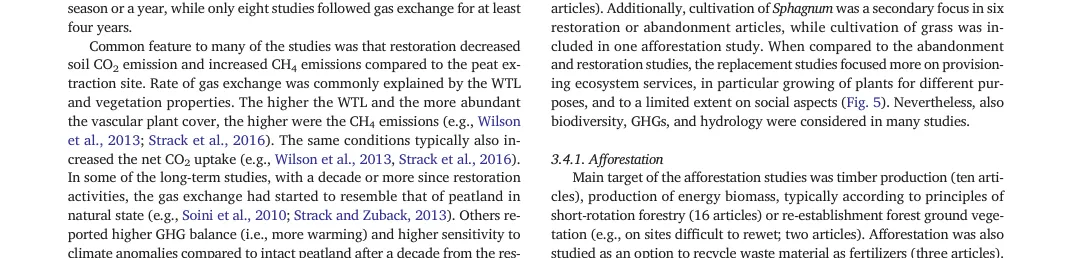 season or a year, while only eight studies followed gas exchange for at least
four years.
Common feature to many of the studies was that restoration decreased
soil CO2 emission and increased CH4 emissions compared to the peat ex-
traction site. Rate of gas exchange was commonly explained by the WTL
and vegetation properties. The higher the WTL and the more abundant
the vascular plant cover, the higher were the CH4 emissions (e.g., Wilson
et al., 2013; Strack et al., 2016). The same conditions typically also in-
creased the net CO2 uptake (e.g., Wilson et al., 2013, Strack et al., 2016).
In some of the long-term studies, with a decade or more since restoration
activities, the gas exchange had started to resemble that of peatland in
natural state (e.g., Soini et al., 2010; Strack and Zuback, 2013). Others re-
ported higher GHG balance (i.e., more warming) and higher sensitivity to
climate anomalies compared to intact peatland after a decade from the res-
articles). Additionally, cultivation of Sphagnum was a secondary focus in six
restoration or abandonment articles, while cultivation of grass was in-
cluded in one afforestation study. When compared to the abandonment
and restoration studies, the replacement studies focused more on provision-
ing ecosystem services, in particular growing of plants for different pur-
poses, and to a limited extent on social aspects (Fig. 5). Nevertheless, also
biodiversity, GHGs, and hydrology were considered in many studies.
3.4.1. Afforestation
Main target of the afforestation studies was timber production (ten arti-
cles), production of energy biomass, typically according to principles of
short-rotation forestry (16 articles) or re-establishment forest ground vege-
tation (e.g., on sites difficult to rewet; two articles). Afforestation was also
studied as an option to recycle waste material as fertilizers (three articles).